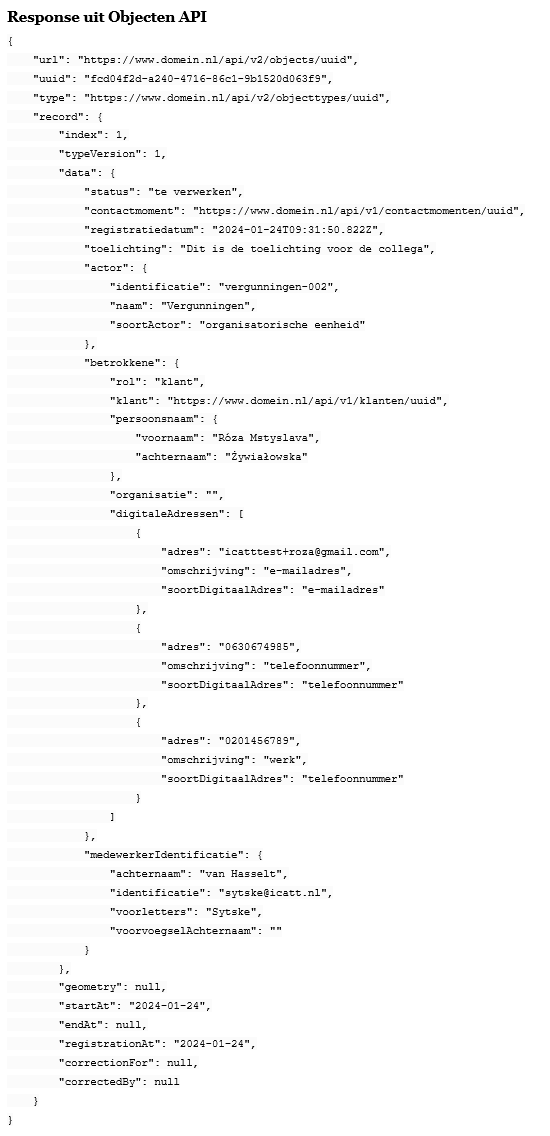 Response uit Objecten API
{
    "url": "https://www.domein.nl/api/v2/objects/uuid",
    "uuid": "fcd04f2d-a240-4716-86c1-9b1520d063f9",
    "type": "https://www.domein.nl/api/v2/objecttypes/uuid",
    "record": {
        "index": 1,
        "typeVersion": 1,
        "data": {
            "status": "te verwerken",
            "contactmoment": "https://www.domein.nl/api/v1/contactmomenten/uuid",
            "registratiedatum": "2024-01-24T09:31:50.822Z",
            "toelichting": "Dit is de toelichting voor de collega",
            "actor": {
                "identificatie": "vergunningen-002",
                "naam": "Vergunningen",
                "soortActor": "organisatorische eenheid"
            },
            "betrokkene": {
                "rol": "klant",
                "klant": "https://www.domein.nl/api/v1/klanten/uuid",
                "persoonsnaam": {
                    "voornaam": "Róza Mstyslava",
                    "achternaam": "Żywiałowska"
                },
                "organisatie": "",
                "digitaleAdressen": [
                    {
                        "adres": "icatttest+roza@gmail.com",
                        "omschrijving": "e-mailadres",
                        "soortDigitaalAdres": "e-mailadres"
                    },
                    {
                        "adres": "0630674985",
                        "omschrijving": "telefoonnummer",
                        "soortDigitaalAdres": "telefoonnummer"
                    },
                    {
                        "adres": "0201456789",
                        "omschrijving": "werk",
                        "soortDigitaalAdres": "telefoonnummer"
                    }
                ]
            },
            "medewerkerIdentificatie": {
                "achternaam": "van Hasselt",
                "identificatie": "sytske@icatt.nl",
                "voorletters": "Sytske",
                "voorvoegselAchternaam": ""
            }
        },
        "geometry": null,
        "startAt": "2024-01-24",
        "endAt": null,
        "registrationAt": "2024-01-24",
        "correctionFor": null,
        "correctedBy": null
    }
}